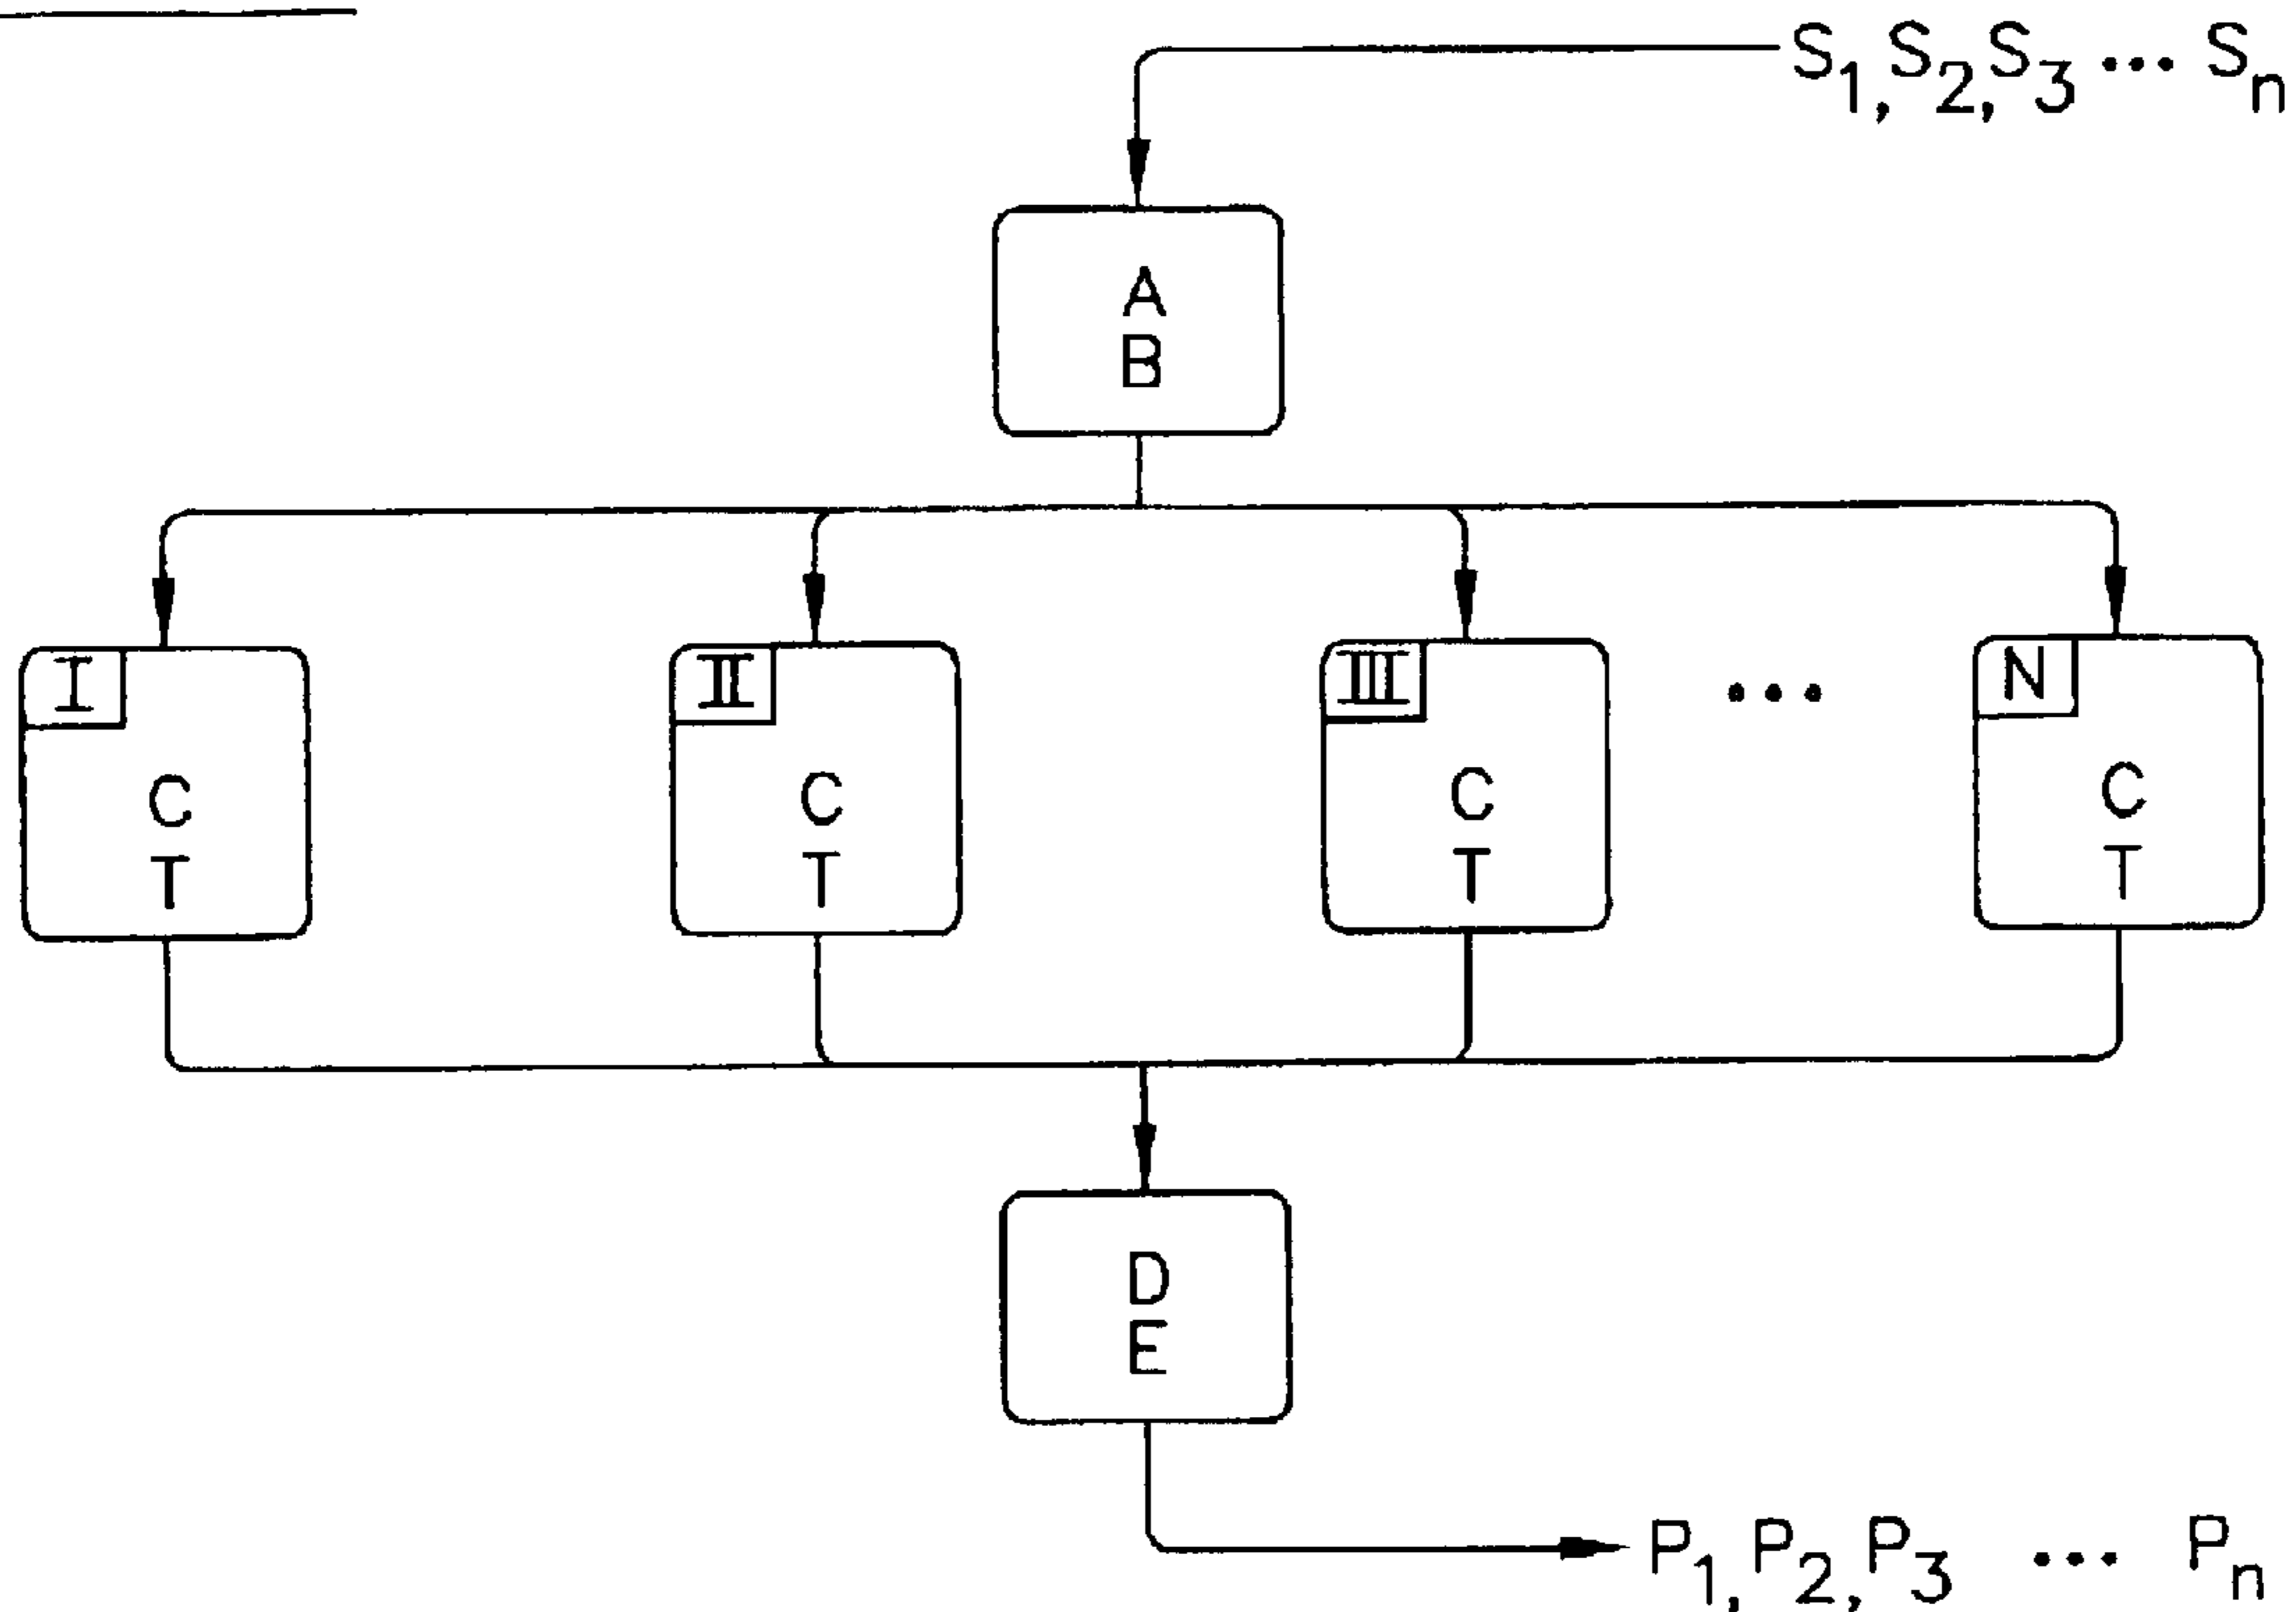 S1, S2, S3 ... Sn
A
B
I
II
III
...
N
C
C
C
C
T
T
T
T
D
E
P1, P2, P3 ... Pn